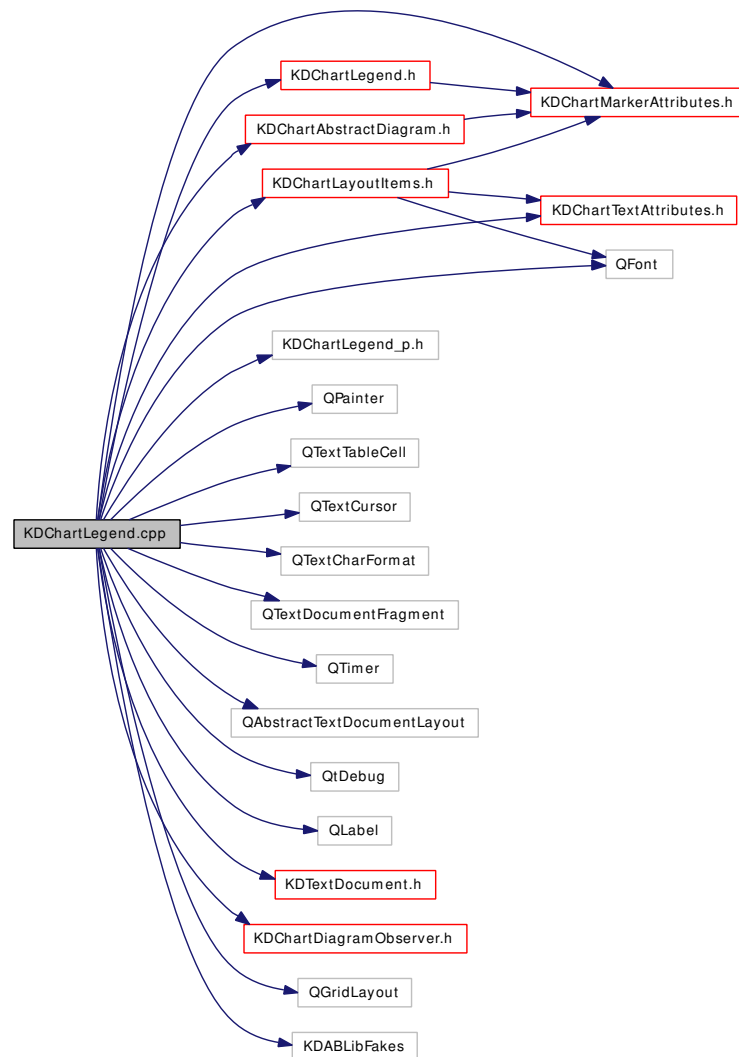 KDChartLegend.h
KDChartMarkerAttributes.h
KDChartAbstractDiagram.h
KDChartLayoutItems.h
KDChartTextAttributes.h
QFont
KDChartLegend_p.h
QPainter
QTextTableCell
QTextCursor
KDChartLegend.cpp
QTextCharFormat
QTextDocumentFragment
QTimer
QAbstractTextDocumentLayout
QtDebug
QLabel
KDTextDocument.h
KDChartDiagramObserver.h
QGridLayout
KDABLibFakes